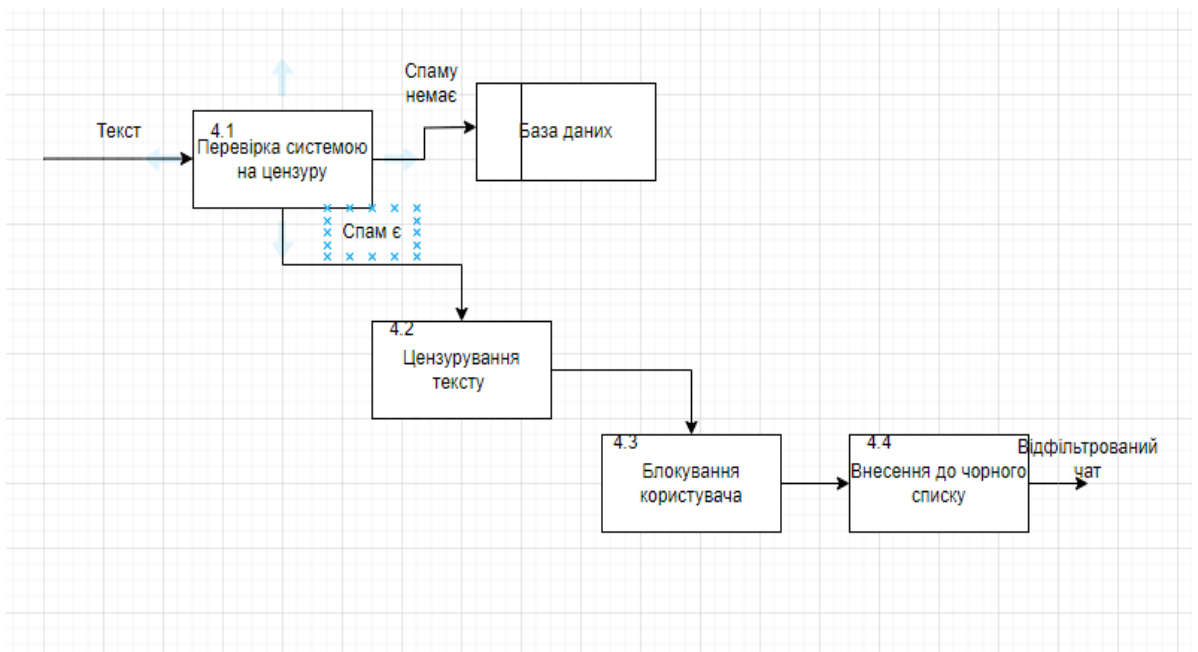 Спаму
немає
Текст
4.1
Перевірка системою
на цензуру
База даних
Спам є
4.2
Цензурування
тексту
4.3
Блокування
користувача
4.4
Внесення до чорного
списку
Відфільтрований
чат